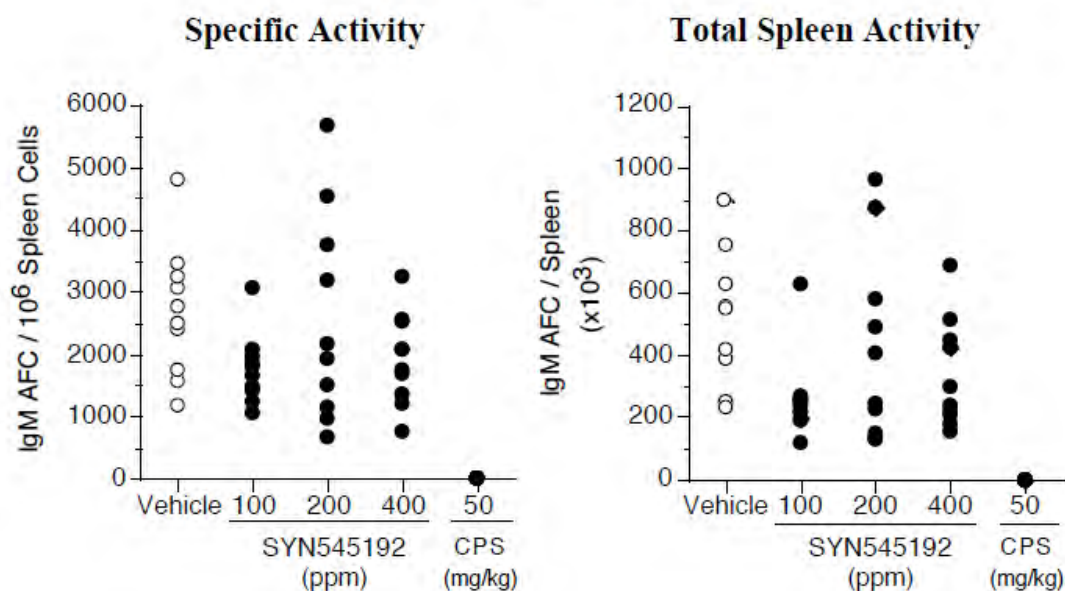 Specific Activity
IgM AFC / 10⁶ Spleen Cells
6000
5000
4000
3000
2000
1000
0
Vehicle 100 200 400 50
SYN545192 CPS
(ppm) (mg/kg)
Total Spleen Activity
IgM AFC / Spleen
(x10³)
1200
1000
800
600
400
200
0
Vehicle 100 200 400 50
SYN545192 CPS
(ppm) (mg/kg)